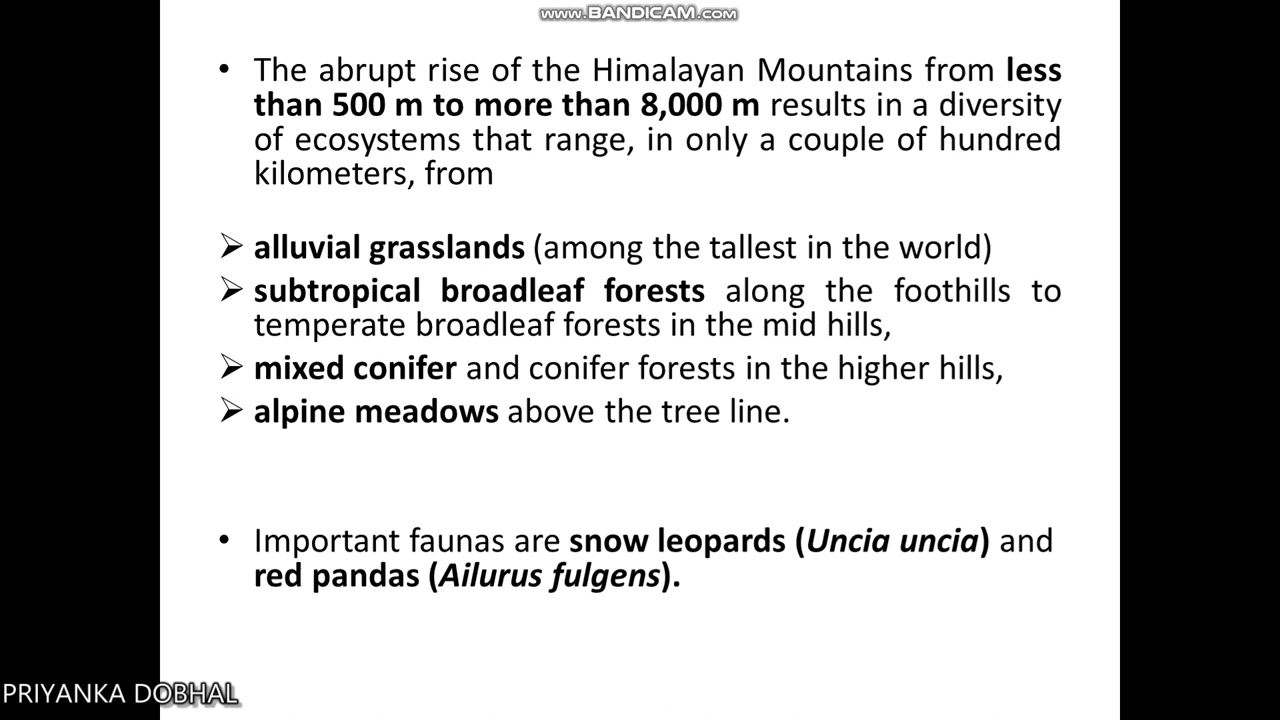 www.BANDICAM.com
• The abrupt rise of the Himalayan Mountains from less
than 500 m to more than 8,000 m results in a diversity
of ecosystems that range, in only a couple of hundred
kilometers, from
➢ alluvial grasslands (among the tallest in the world)
➢ subtropical broadleaf forests along the foothills to
temperate broadleaf forests in the mid hills,
➢ mixed conifer and conifer forests in the higher hills,
➢ alpine meadows above the tree line.
• Important faunas are snow leopards (Uncia uncia) and
red pandas (Ailurus fulgens).
PRIYANKA DOBHAL